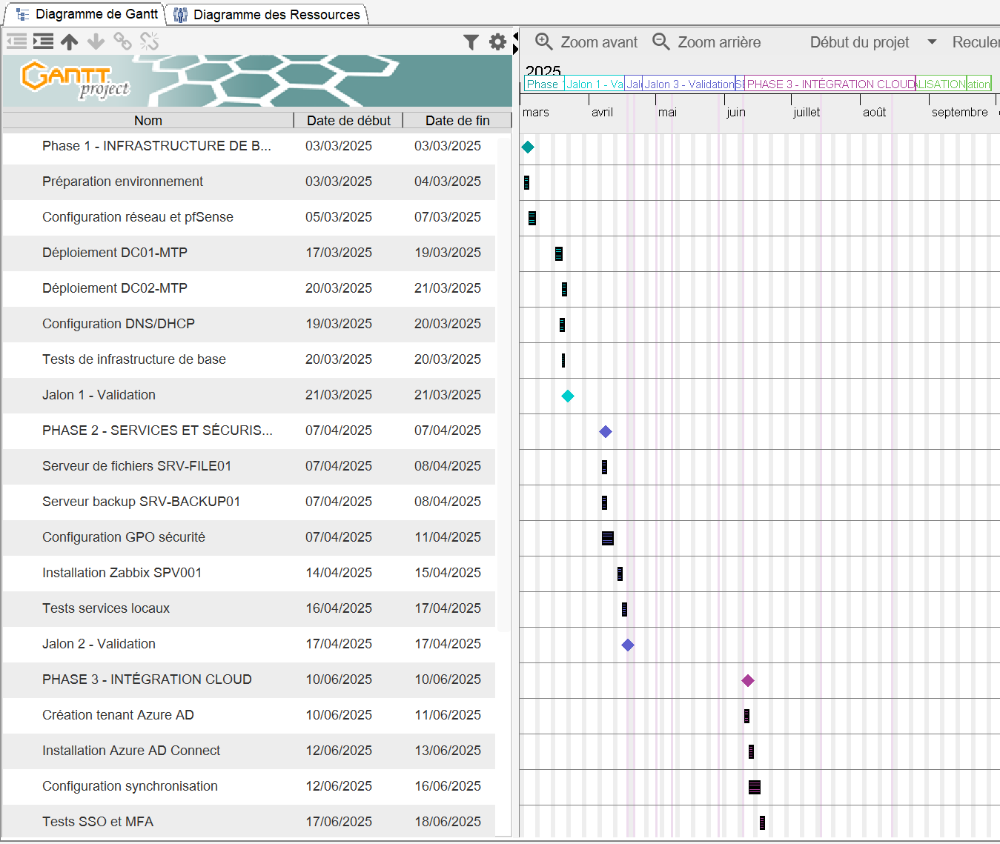 Diagramme de Gantt Diagramme des Ressources
Zoom avant Zoom arrière Début du projet Reculer
GANTT
project
2025
Phase 1 Jalon 1 - Va Jal Jalon 3 - Validation PHASE 3 - INTÉGRATION CLOUD LISATION ation
mars avril mai juin juillet août septembre
Nom Date de début Date de fin
Phase 1 - INFRASTRUCTURE DE B... 03/03/2025 03/03/2025
Préparation environnement 03/03/2025 04/03/2025
Configuration réseau et pfSense 05/03/2025 07/03/2025
Déploiement DC01-MTP 17/03/2025 19/03/2025
Déploiement DC02-MTP 20/03/2025 21/03/2025
Configuration DNS/DHCP 19/03/2025 20/03/2025
Tests de infrastructure de base 20/03/2025 20/03/2025
Jalon 1 - Validation 21/03/2025 21/03/2025
PHASE 2 - SERVICES ET SÉCURIS... 07/04/2025 07/04/2025
Serveur de fichiers SRV-FILE01 07/04/2025 08/04/2025
Serveur backup SRV-BACKUP01 07/04/2025 08/04/2025
Configuration GPO sécurité 07/04/2025 11/04/2025
Installation Zabbix SPV001 14/04/2025 15/04/2025
Tests services locaux 16/04/2025 17/04/2025
Jalon 2 - Validation 17/04/2025 17/04/2025
PHASE 3 - INTÉGRATION CLOUD 10/06/2025 10/06/2025
Création tenant Azure AD 10/06/2025 11/06/2025
Installation Azure AD Connect 12/06/2025 13/06/2025
Configuration synchronisation 12/06/2025 16/06/2025
Tests SSO et MFA 17/06/2025 18/06/2025